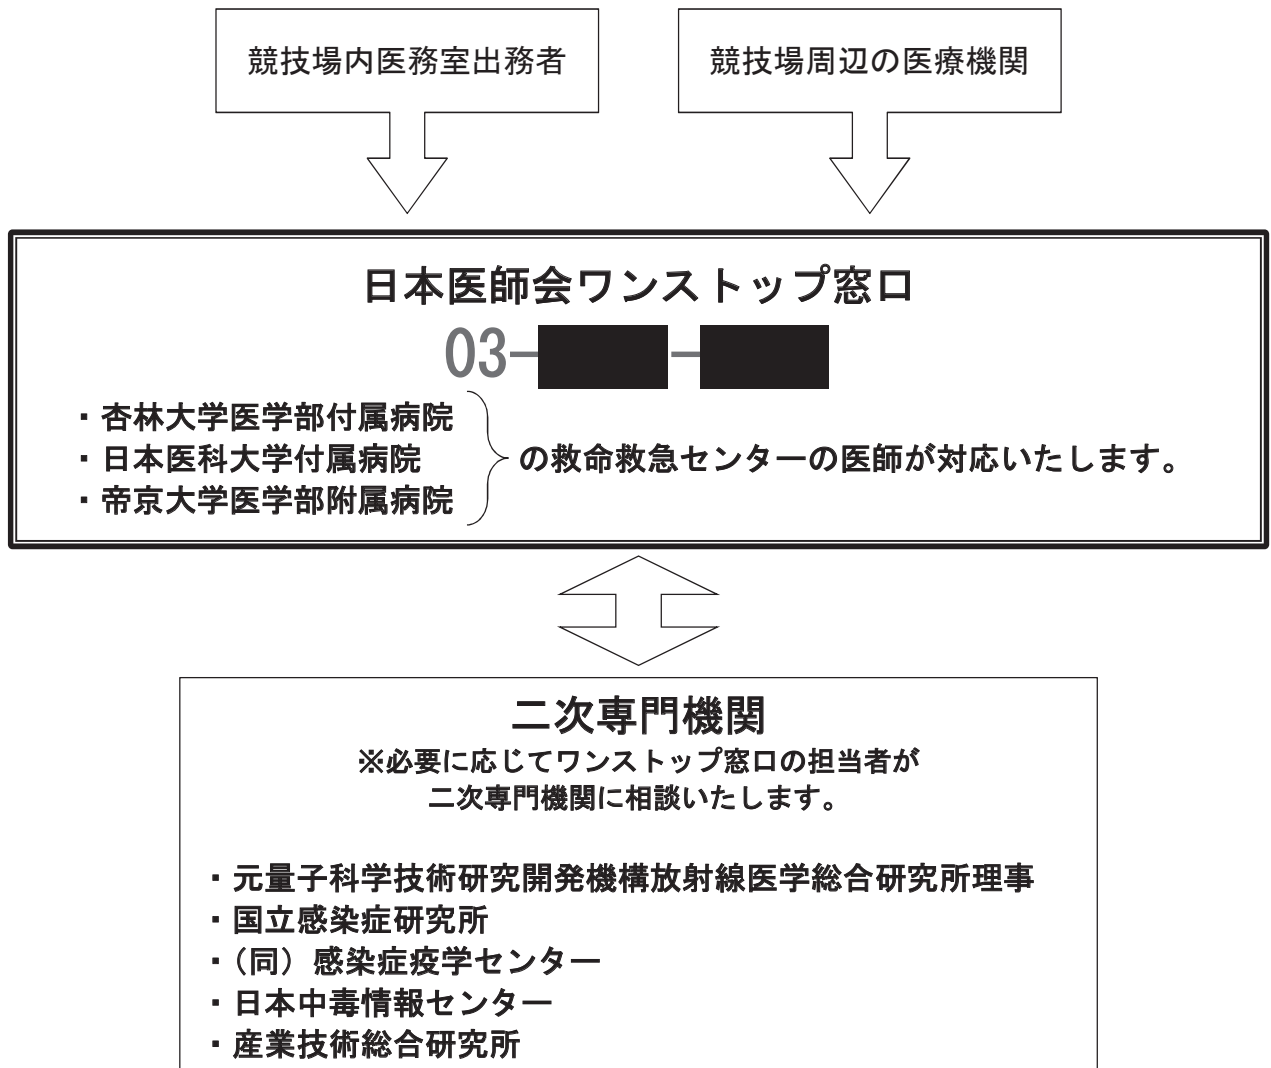 競技場内医務室出務者
競技場周辺の医療機関
日本医師会ワンストップ窓口
03- -
・杏林大学医学部付属病院
・日本医科大学付属病院
・帝京大学医学部附属病院
の救命救急センターの医師が対応いたします。
二次専門機関
※必要に応じてワンストップ窓口の担当者が
二次専門機関に相談いたします。
・元量子科学技術研究開発機構放射線医学総合研究所理事
・国立感染症研究所
・(同)感染症疫学センター
・日本中毒情報センター
・産業技術総合研究所